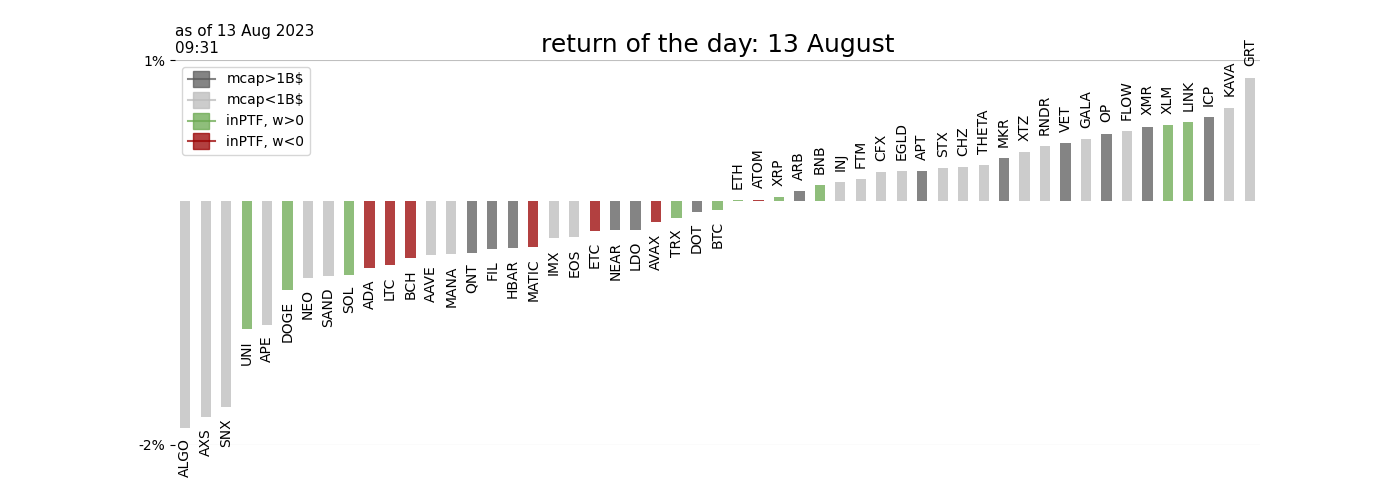 as of 13 Aug 2023
09:31
return of the day: 13 August
1%
mcap>1B$
mcap<1B$
inPTF, w>0
inPTF, w<0
-2%
ALGO
AXS
SNX
UNI
APE
DOGE
NEO
SAND
SOL
ADA
LTC
BCH
AAVE
MANA
QNT
FIL
HBAR
MATIC
IMX
EOS
ETC
NEAR
LDO
AVAX
TRX
DOT
BTC
ETH
ATOM
XRP
ARB
BNB
INJ
FTM
CFX
EGLD
APT
STX
CHZ
THETA
MKR
XTZ
RNDR
VET
GALA
OP
FLOW
XMR
XLM
LINK
ICP
KAVA
GRT